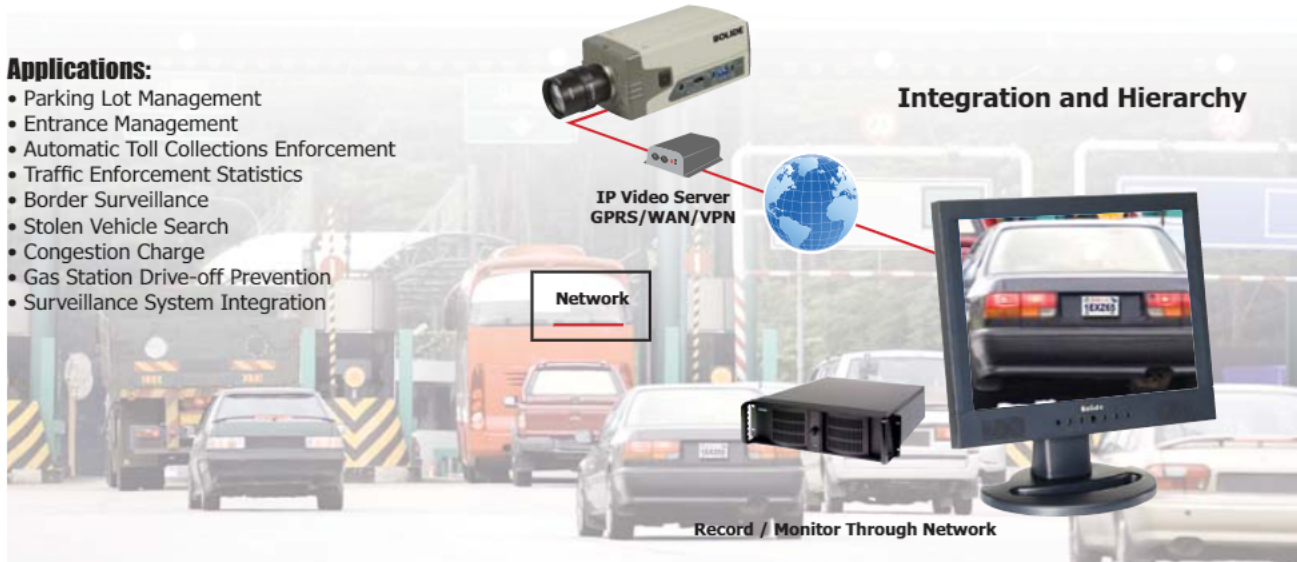 Applications:
• Parking Lot Management
• Entrance Management
• Automatic Toll Collections Enforcement
• Traffic Enforcement Statistics
• Border Surveillance
• Stolen Vehicle Search
• Congestion Charge
• Gas Station Drive-off Prevention
• Surveillance System Integration
BOLIDE
Integration and Hierarchy
IP Video Server
GPRS/WAN/VPN
Network
Bolide
Record / Monitor Through Network